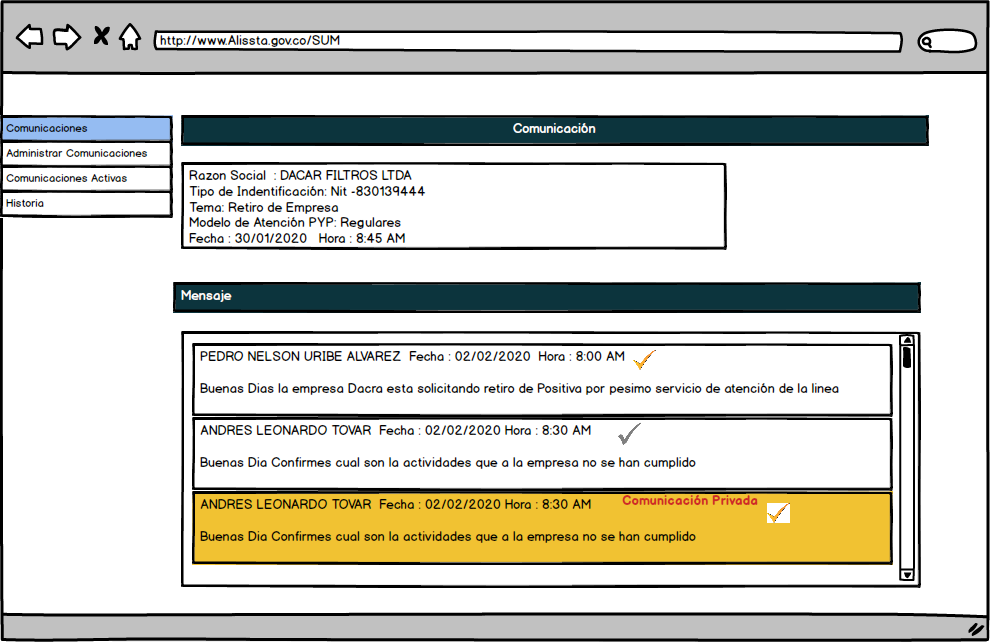 http://www.Alissta.gov.co/SUM
Comunicaciones
Administrar Comunicaciones
Comunicaciones Activas
Historia
Comunicación
Razon Social : DACAR FILTROS LTDA
Tipo de Indentificación: Nit -830139444
Tema: Retiro de Empresa
Modelo de Atención PYP: Regulares
Fecha : 30/01/2020 Hora : 8:45 AM
Mensaje
PEDRO NELSON URIBE ALVAREZ Fecha : 02/02/2020 Hora : 8:00 AM
Buenas Dias la empresa Dacra esta solicitando retiro de Positiva por pesimo servicio de atención de la linea
ANDRES LEONARDO TOVAR Fecha : 02/02/2020 Hora : 8:30 AM
Buenas Dia Confirmes cual son la actividades que a la empresa no se han cumplido
ANDRES LEONARDO TOVAR Fecha : 02/02/2020 Hora : 8:30 AM Comunicación Privada
Buenas Dia Confirmes cual son la actividades que a la empresa no se han cumplido